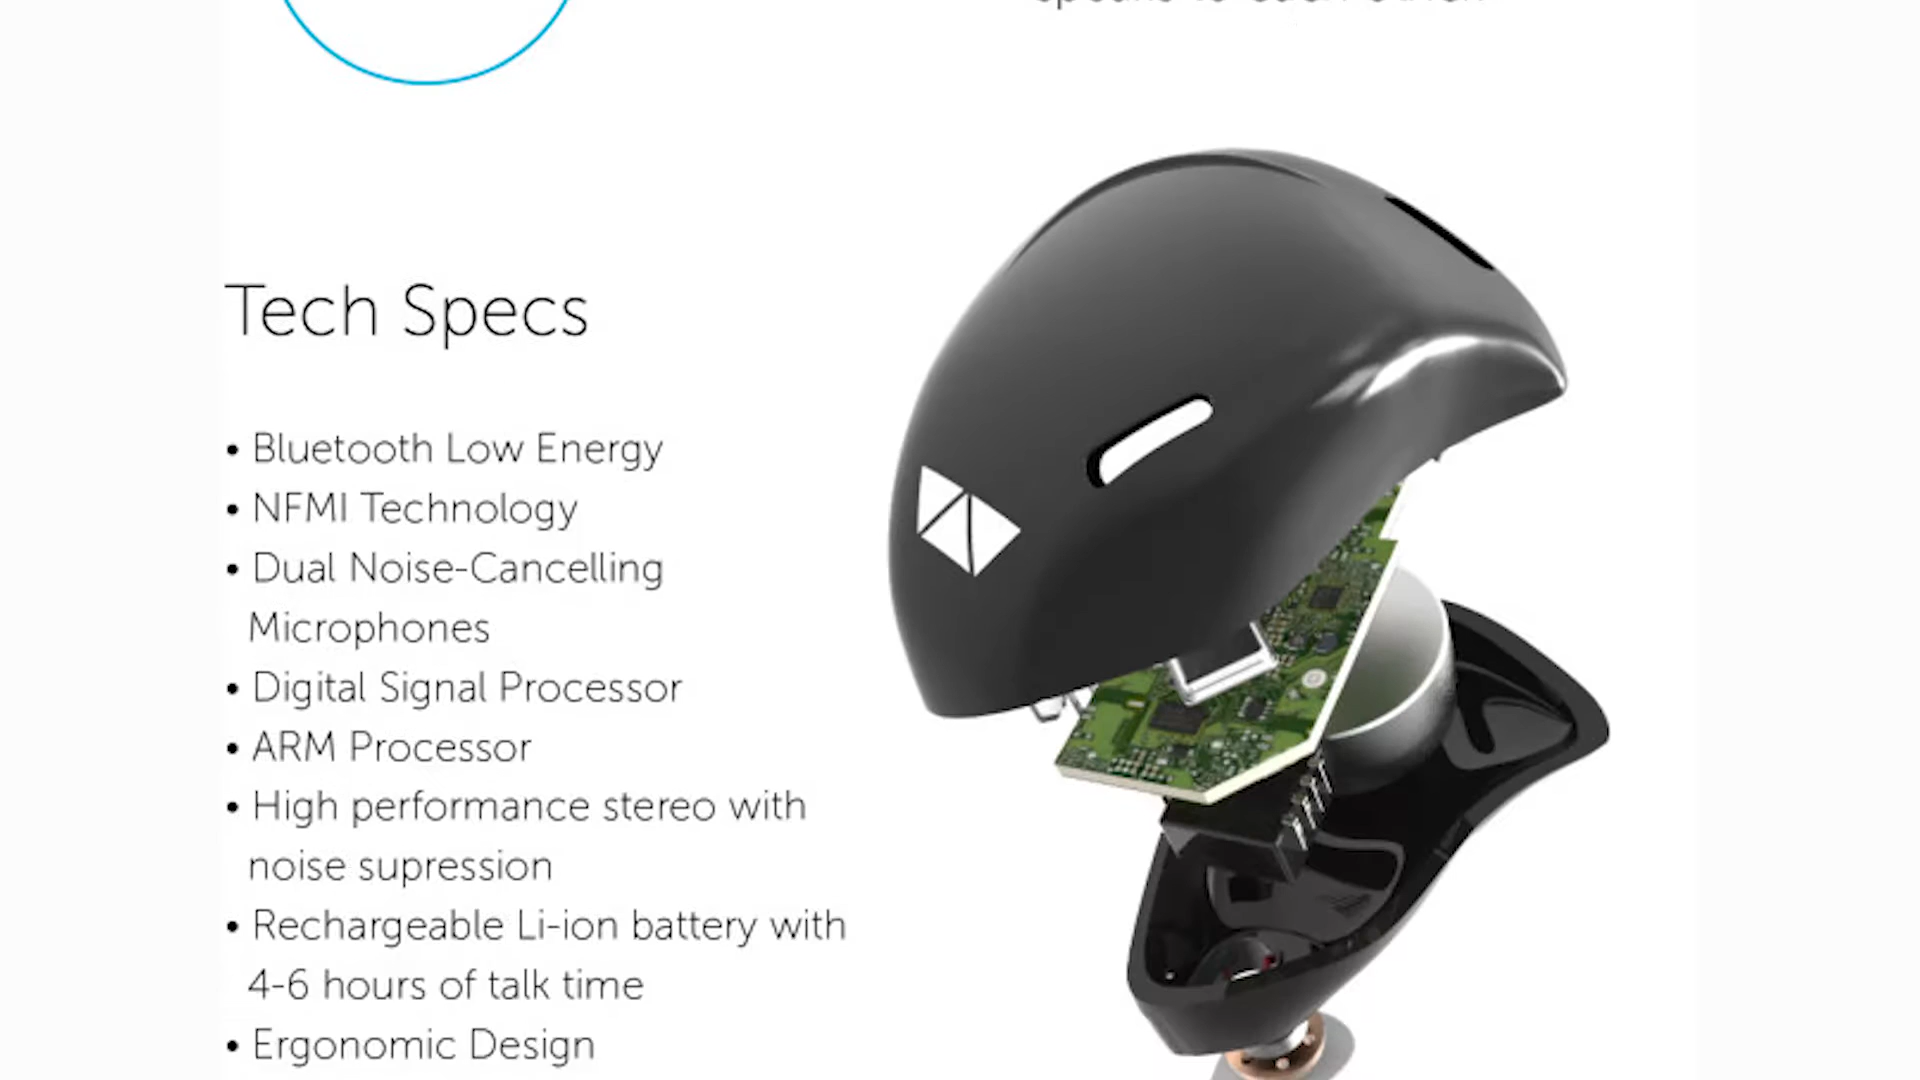 Tech Specs
• Bluetooth Low Energy
• NFMI Technology
• Dual Noise-Cancelling
Microphones
• Digital Signal Processor
• ARM Processor
• High performance stereo with
noise supression
• Rechargeable Li-ion battery with
4-6 hours of talk time
• Ergonomic Design